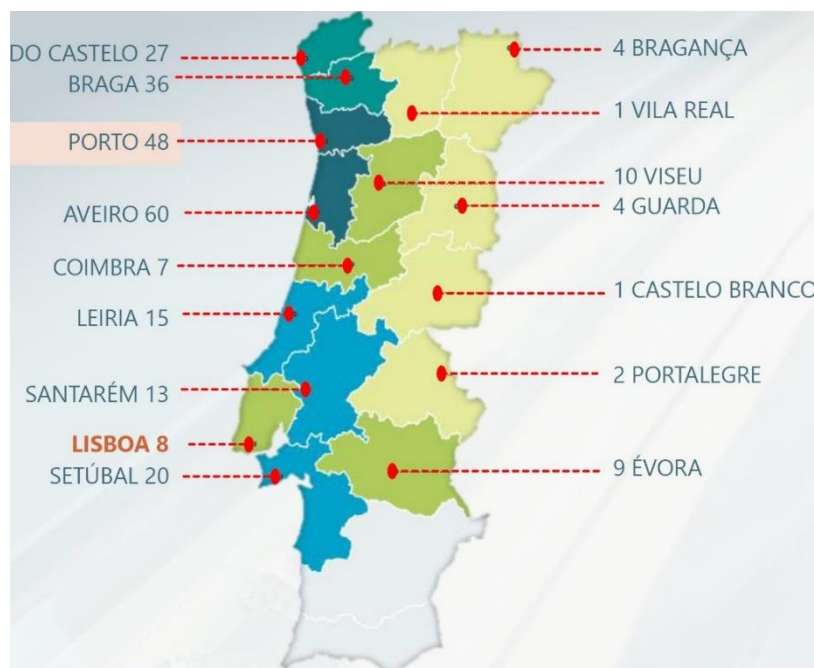 DO CASTELO 27
BRAGA 36
PORTO 48
AVEIRO 60
COIMBRA 7
LEIRIA 15
SANTARÉM 13
LISBOA 8
SETÚBAL 20
4 BRAGANÇA
1 VILA REAL
10 VISEU
4 GUARDA
1 CASTELO BRANCO
2 PORTALEGRE
9 ÉVORA